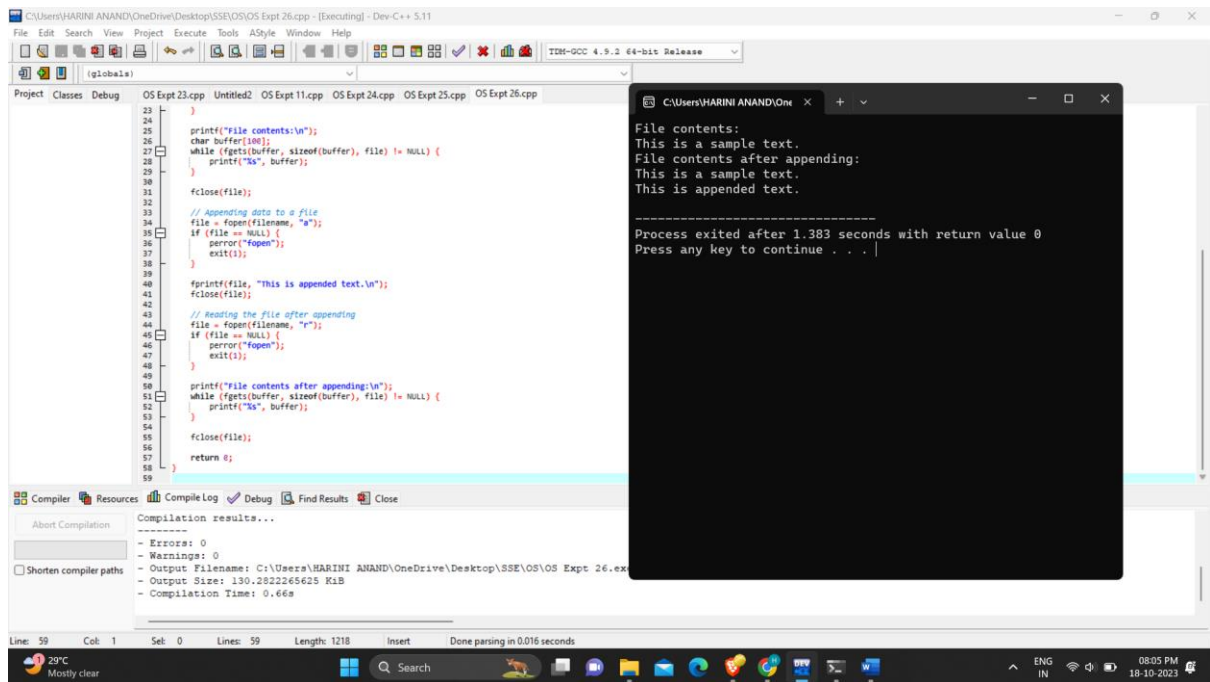 C:\Users\HARINI ANAND\OneDrive\Desktop\SSE\OS\OS Expt 26.cpp - [Executing] - Dev-C++ 5.11
File Edit Search View Project Execute Tools AStyle Window Help
TDM-GCC 4.9.2 64-bit Release
(globals)
Project Classes Debug
OS Expt 23.cpp Untitled2 OS Expt 11.cpp OS Expt 24.cpp OS Expt 25.cpp OS Expt 26.cpp
23 }
24
25 printf("File contents:\n");
26 char buffer[100];
27 while (fgets(buffer, sizeof(buffer), file) != NULL) {
28 printf("%s", buffer);
29 }
30
31 fclose(file);
32
33 // Appending data to a file
34 file = fopen(filename, "a");
35 if (file == NULL) {
36 perror("fopen");
37 exit(1);
38 }
39
40 fprintf(file, "This is appended text.\n");
41 fclose(file);
42
43 // Reading the file after appending
44 file = fopen(filename, "r");
45 if (file == NULL) {
46 perror("fopen");
47 exit(1);
48 }
49
50 printf("File contents after appending:\n");
51 while (fgets(buffer, sizeof(buffer), file) != NULL) {
52 printf("%s", buffer);
53 }
54
55 fclose(file);
56
57 return 0;
58 }
59
C:\Users\HARINI ANAND\One
File contents:
This is a sample text.
File contents after appending:
This is a sample text.
This is appended text.
--------------------------------
Process exited after 1.383 seconds with return value 0
Press any key to continue . . .
Compiler Resources Compile Log Debug Find Results Close
Abort Compilation
Shorten compiler paths
Compilation results...
--------
- Errors: 0
- Warnings: 0
- Output Filename: C:\Users\HARINI ANAND\OneDrive\Desktop\SSE\OS\OS Expt 26.exe
- Output Size: 130.2822265625 KiB
- Compilation Time: 0.66s
Line: 59 Col: 1 Sel: 0 Lines: 59 Length: 1218 Insert Done parsing in 0.016 seconds
1
29°C
Mostly clear
Search
DEV
ENG
IN
08:05 PM
18-10-2023